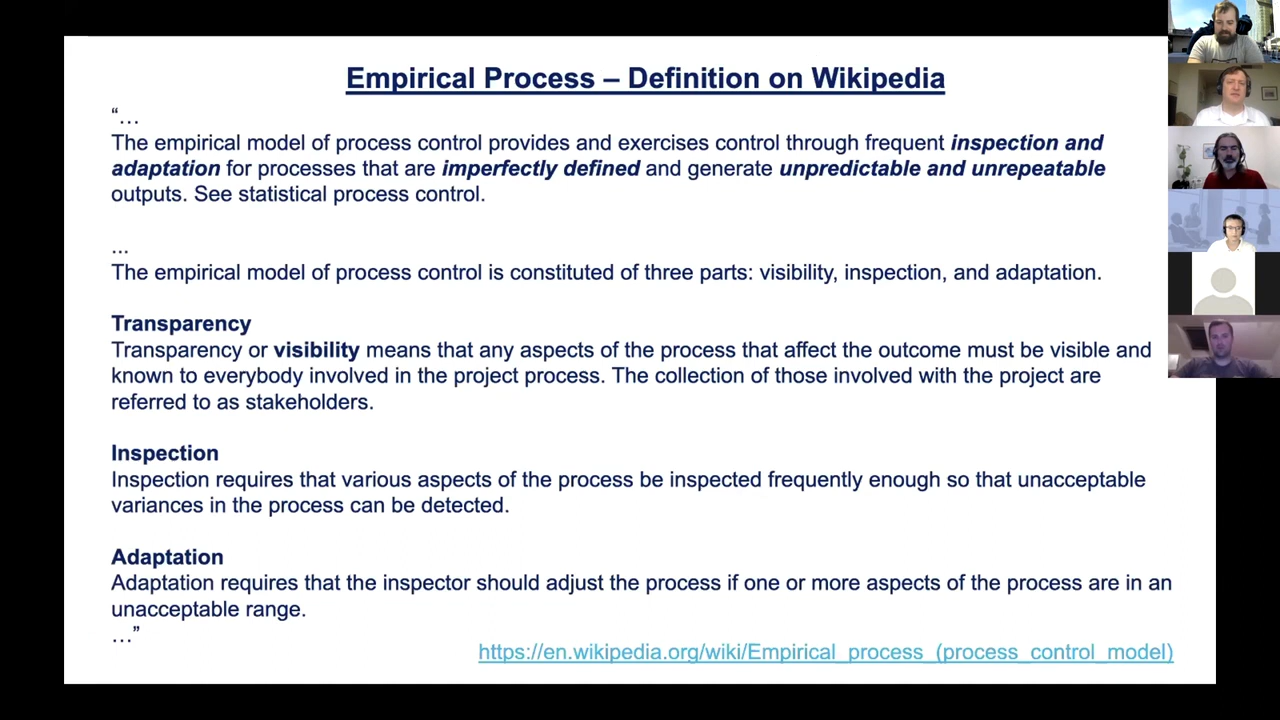 Empirical Process – Definition on Wikipedia
“…
The empirical model of process control provides and exercises control through frequent inspection and
adaptation for processes that are imperfectly defined and generate unpredictable and unrepeatable
outputs. See statistical process control.
...
The empirical model of process control is constituted of three parts: visibility, inspection, and adaptation.
Transparency
Transparency or visibility means that any aspects of the process that affect the outcome must be visible and
known to everybody involved in the project process. The collection of those involved with the project are
referred to as stakeholders.
Inspection
Inspection requires that various aspects of the process be inspected frequently enough so that unacceptable
variances in the process can be detected.
Adaptation
Adaptation requires that the inspector should adjust the process if one or more aspects of the process are in an
unacceptable range.
…”
https://en.wikipedia.org/wiki/Empirical_process_(process_control_model)